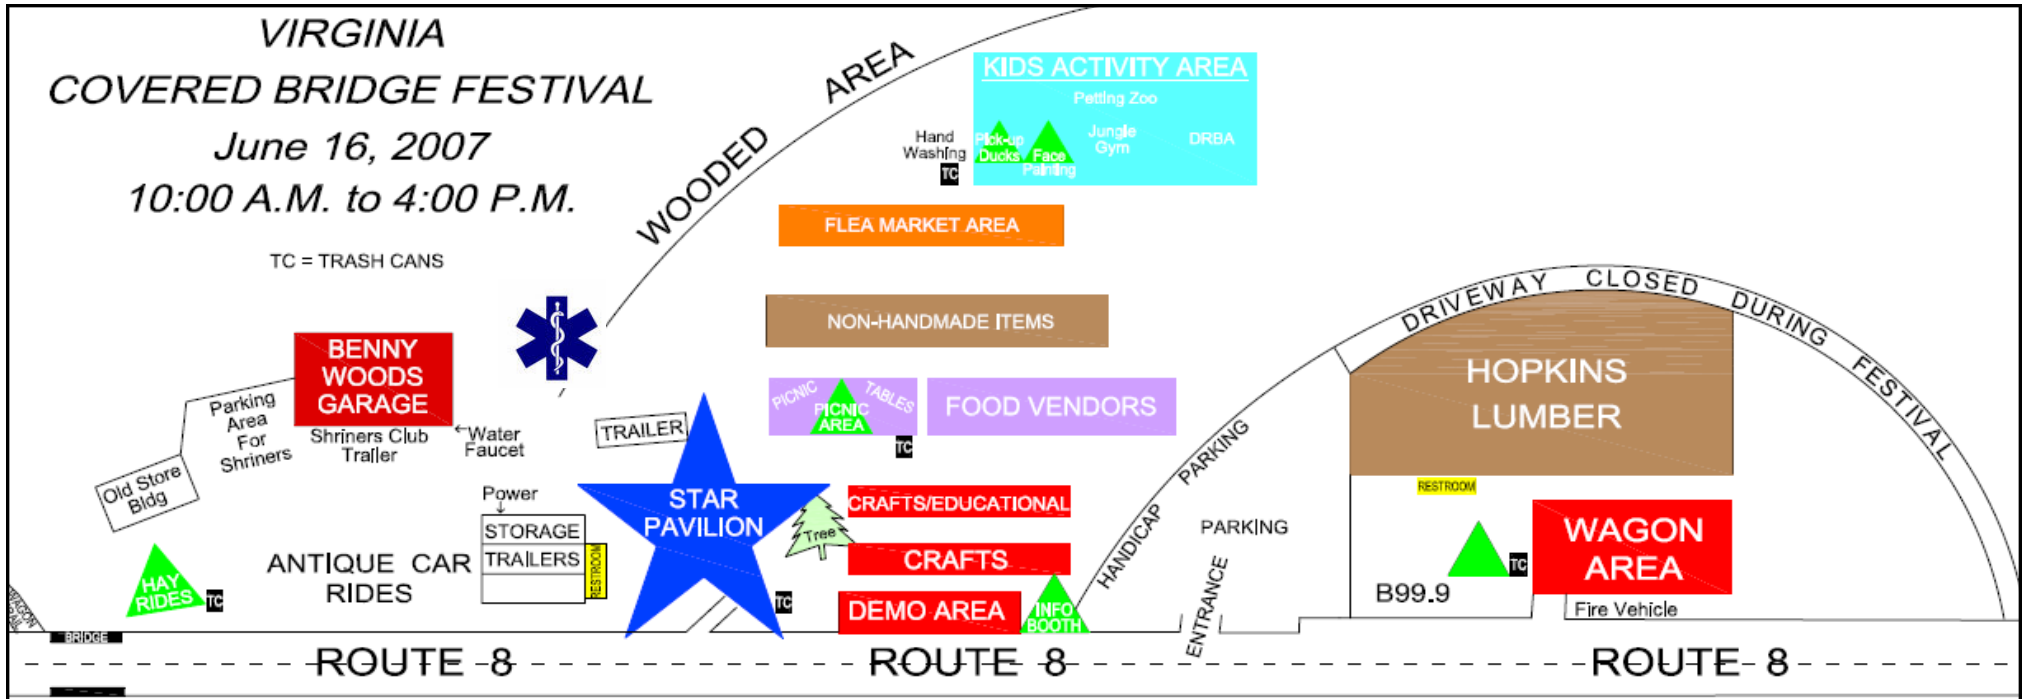 VIRGINIA
COVERED BRIDGE FESTIVAL
June 16, 2007
10:00 A.M. to 4:00 P.M.
TC = TRASH CANS
WOODED AREA
KIDS ACTIVITY AREA
Petting Zoo
Pick-up
Ducks
Face
Painting
Jungle
Gym
DRBA
Hand
Washing
TC
FLEA MARKET AREA
NON-HANDMADE ITEMS
PICNIC TABLES
PICNIC
AREA
FOOD VENDORS
TC
DRIVEWAY CLOSED DURING FESTIVAL
HOPKINS
LUMBER
BENNY
WOODS
GARAGE
Parking
Area
For
Shriners
Shriners Club
Trailer
←Water
Faucet
Old Store
Bldg
TRAILER
STAR
PAVILION
Power
↓
STORAGE
TRAILERS
RESTROOM
Tree
CRAFTS/EDUCATIONAL
CRAFTS
DEMO AREA
INFO
BOOTH
HANDICAP PARKING
PARKING
ENTRANCE
RESTROOM
WAGON
AREA
TC
B99.9
Fire Vehicle
HAY
RIDES
TC
ANTIQUE CAR
RIDES
TC
WAGON
TRAIL
BRIDGE
ROUTE 8
ROUTE 8
ROUTE 8